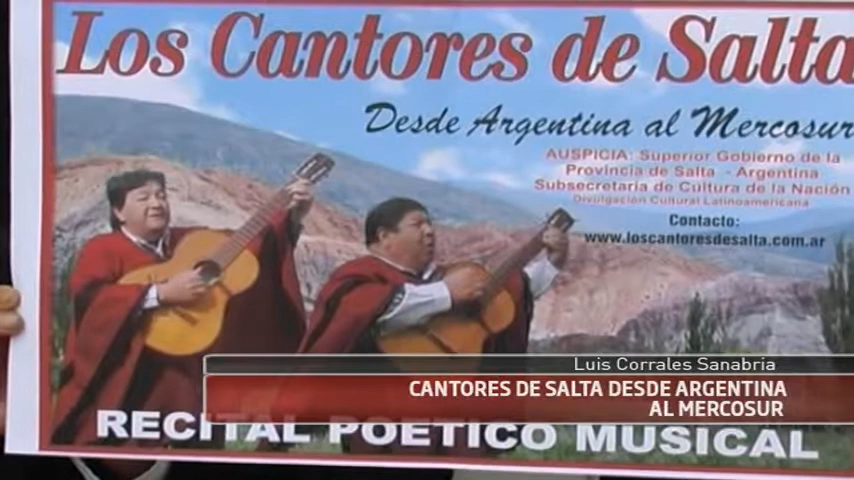 Los Cantores de Salta
Desde Argentina al Mercosur
AUSPICIA: Superior Gobierno de la
Provincia de Salta - Argentina
Subsecretaria de Cultura de la Nación
Divulgación Cultural Latinoamericana
Contacto:
www.loscantoresdesalta.com.ar
Luis Corrales Sanabria
CANTORES DE SALTA DESDE ARGENTINA
AL MERCOSUR
RECITAL POETICO MUSICAL